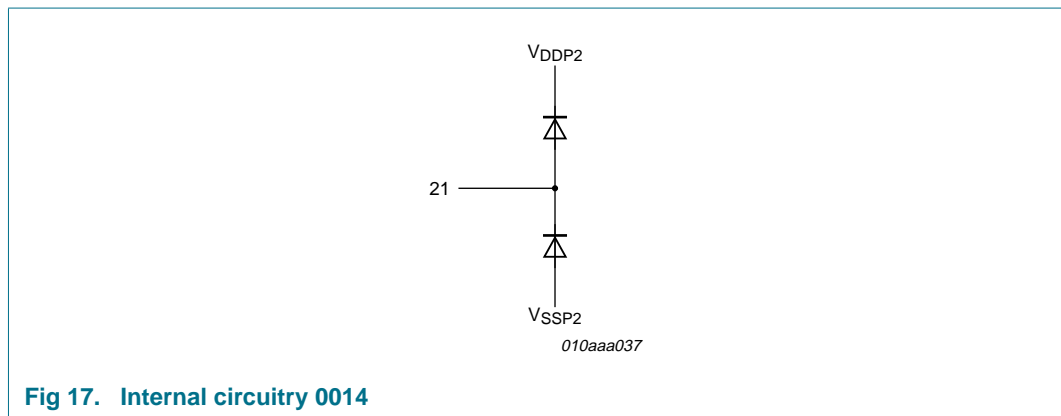 VDDP2
21
VSSP2
010aaa037
Fig 17. Internal circuitry 0014